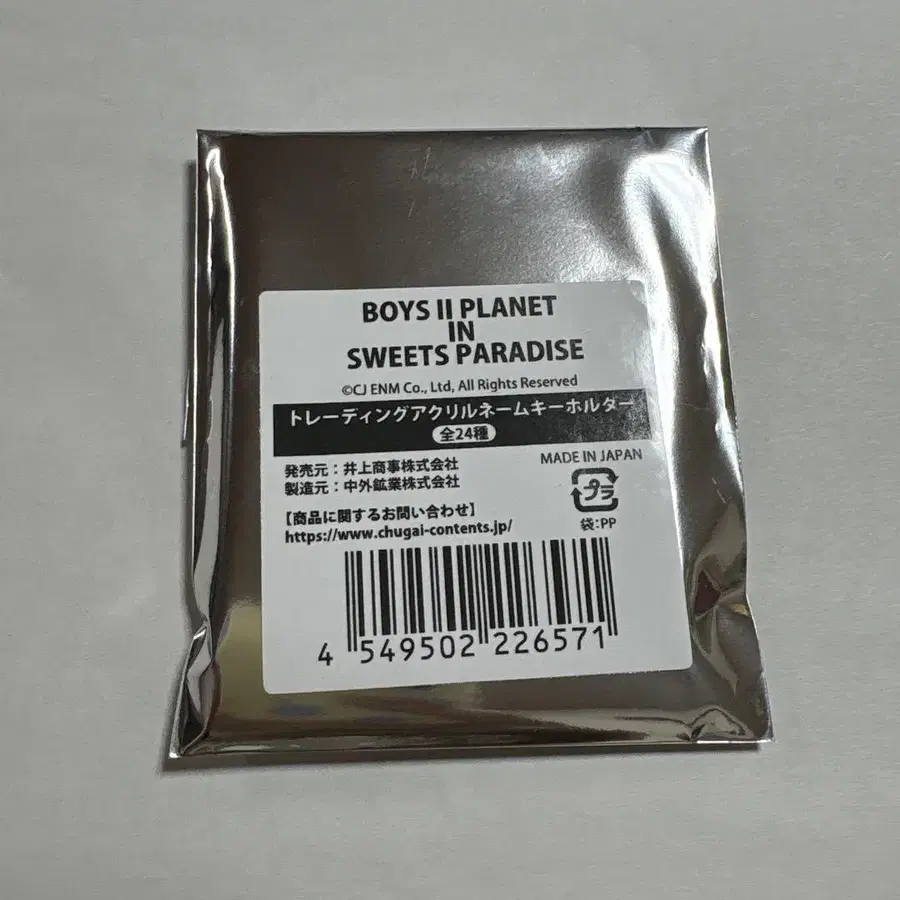 BOYS II PLANET
IN
SWEETS PARADISE
©CJ ENM Co., Ltd, All Rights Reserved
トレーディングアクリルネームキーホルダー
全24種
発売元：井上商事株式会社
製造元：中外鉱業株式会社
MADE IN JAPAN
プラ
袋:PP
【商品に関するお問い合わせ】
https://www.chugai-contents.jp/
4 549502 226571